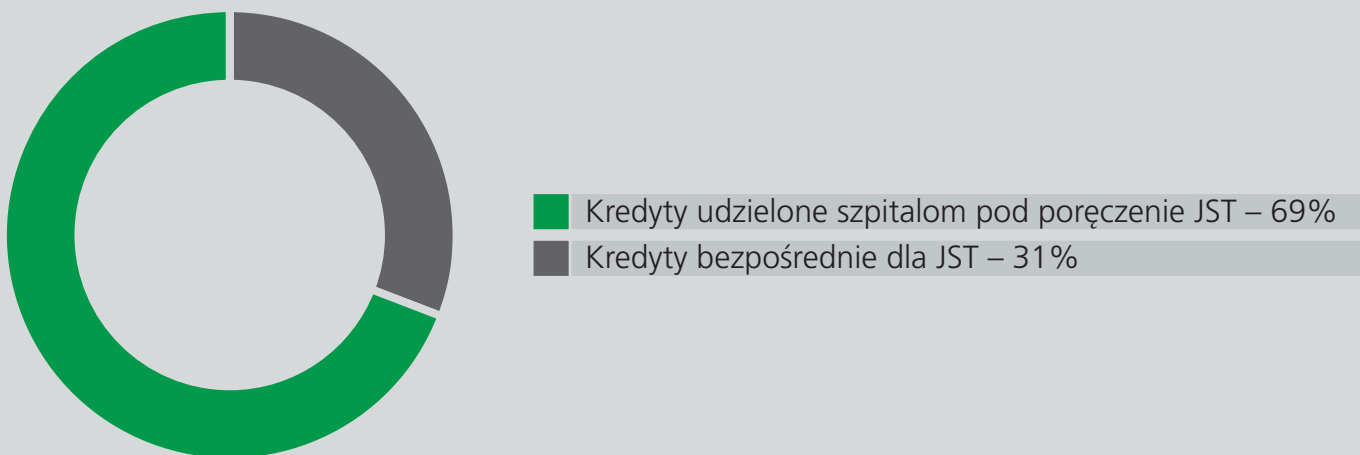 Kredyty udzielone szpitalom pod poręczenie JST – 69%
Kredyty bezpośrednie dla JST – 31%